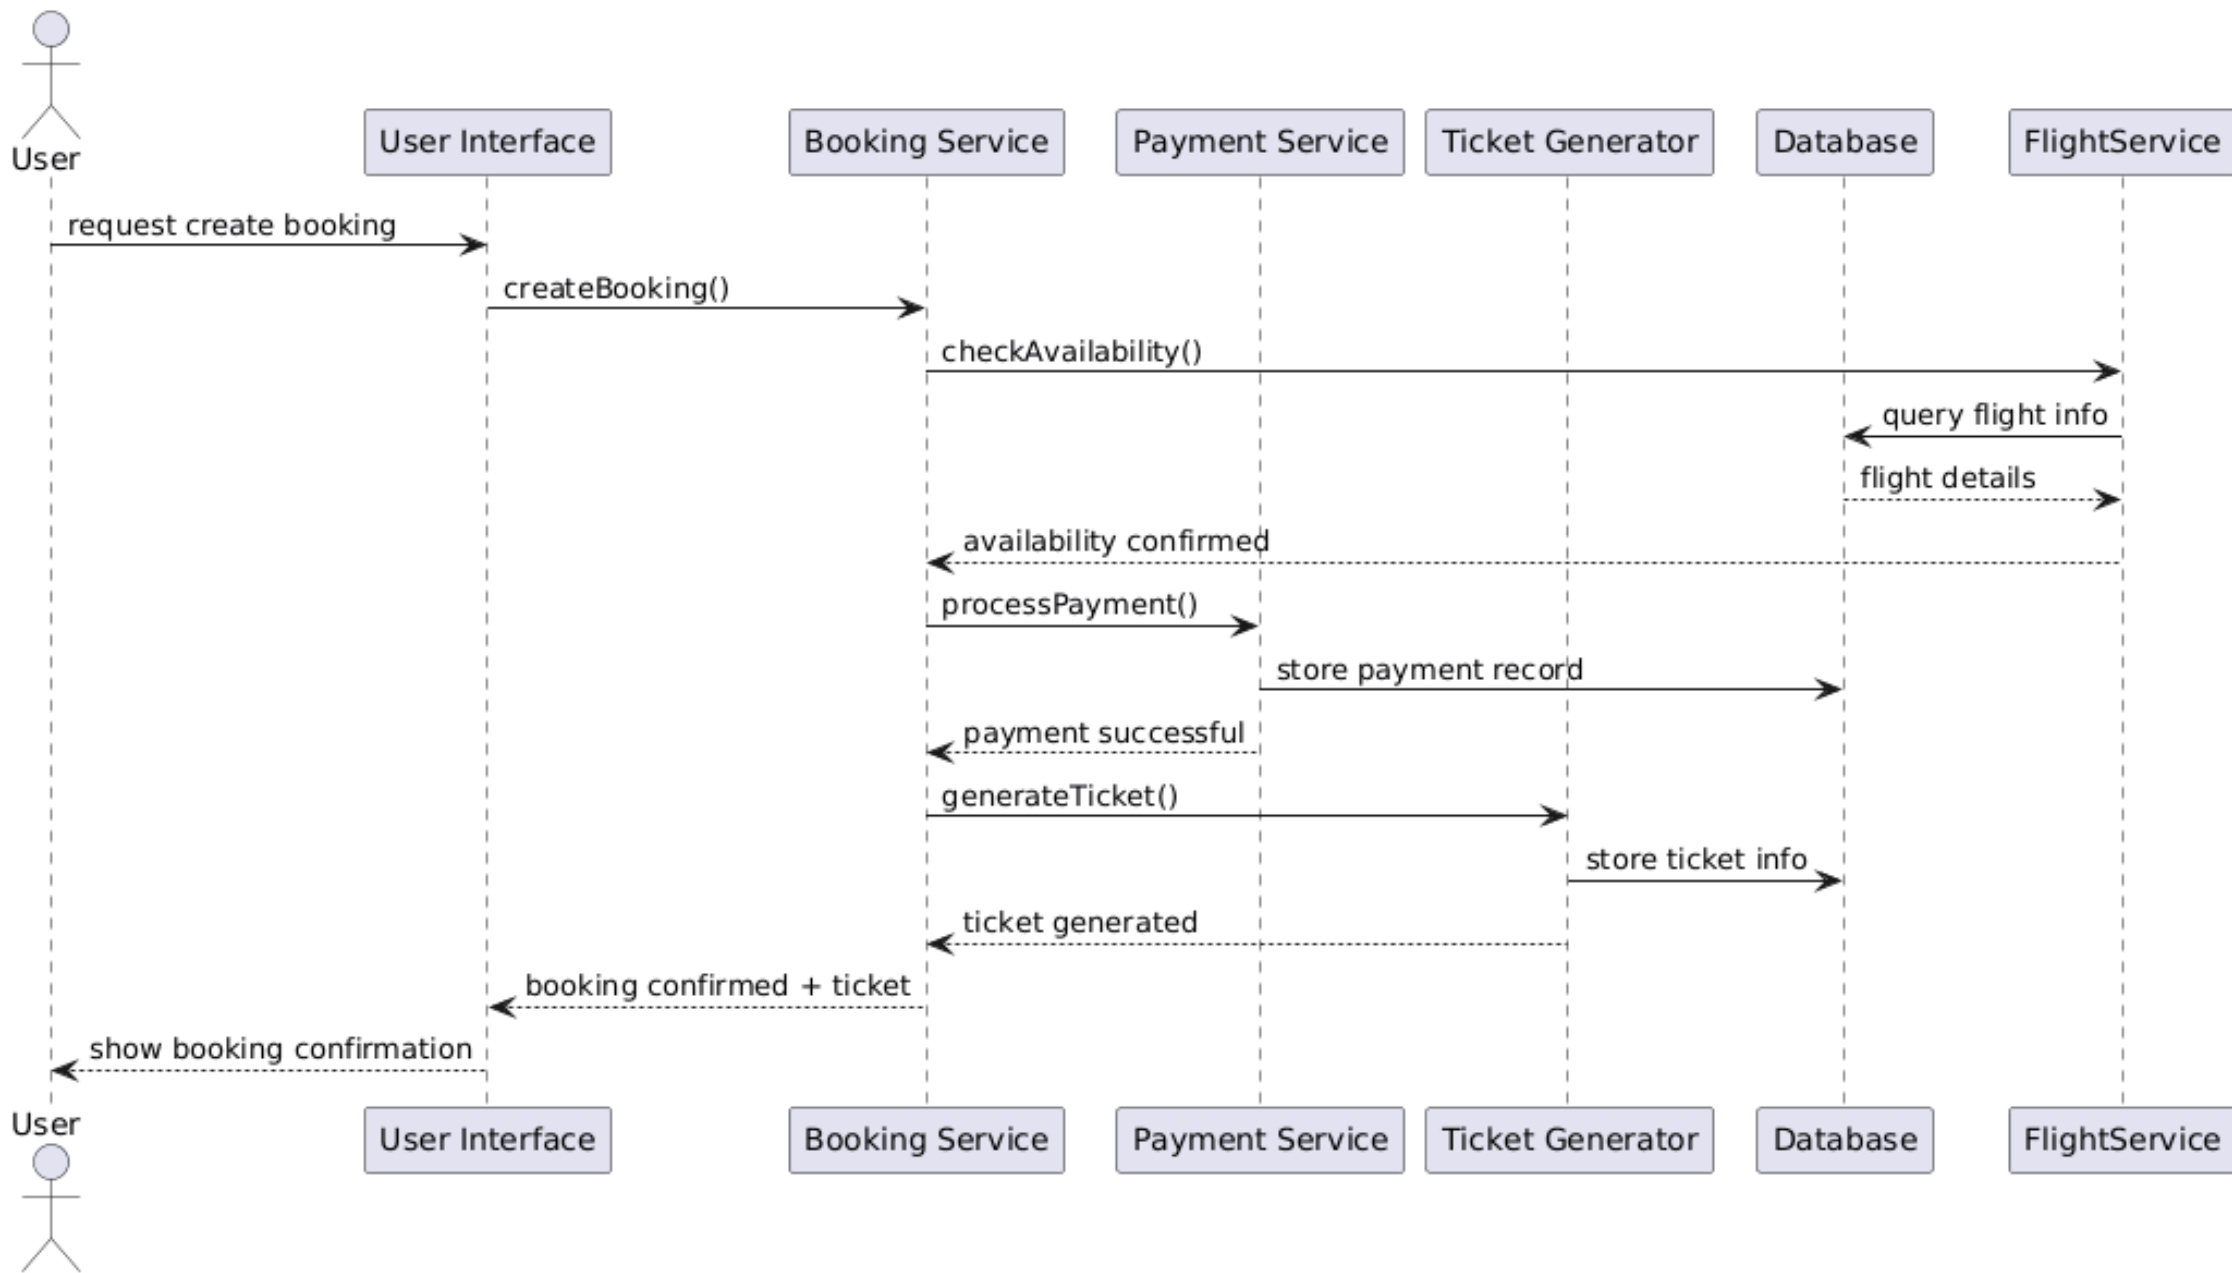 User
User Interface
Booking Service
Payment Service
Ticket Generator
Database
FlightService
request create booking
createBooking()
checkAvailability()
query flight info
flight details
availability confirmed
processPayment()
store payment record
payment successful
generateTicket()
store ticket info
ticket generated
booking confirmed + ticket
show booking confirmation
User
User Interface
Booking Service
Payment Service
Ticket Generator
Database
FlightService